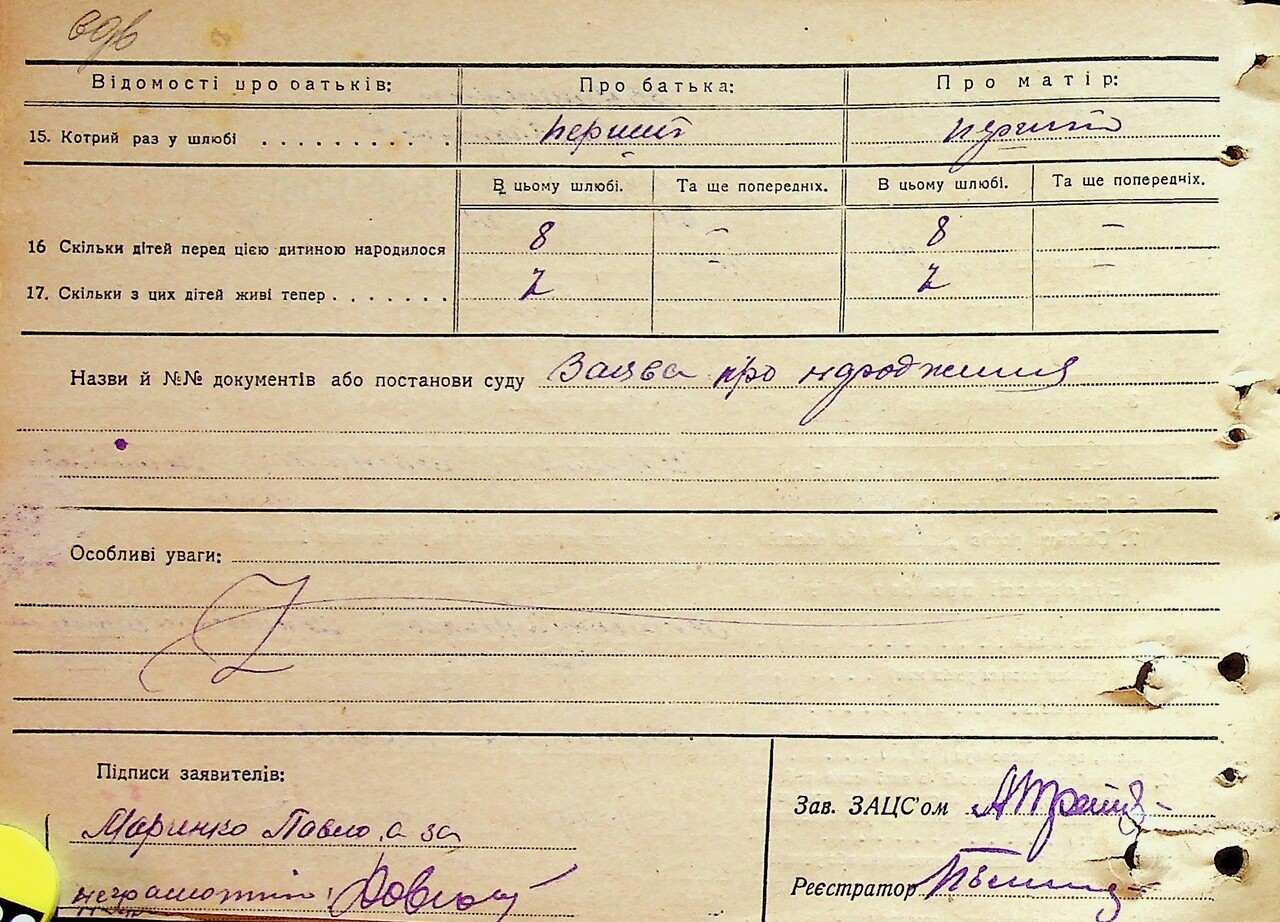 Відомості про батьків: Про батька: Про матір:
15. Котрий раз у шлюбі . . . . . . . . . . перший перший
В цьому шлюбі. Та ще попередніх. В цьому шлюбі. Та ще попередніх.
16 Скільки дітей перед цією дитиною народилося 8 – 8 –
17. Скільки з цих дітей живі тепер . . . . . . . 7 – 7 –
Назви й №№ документів або постанови суду Заява про народження
Особливі уваги:
Підписи заявителів:
Зав. ЗАЦС'ом
Маринко Павло, а за
Реєстратор
неграмотній